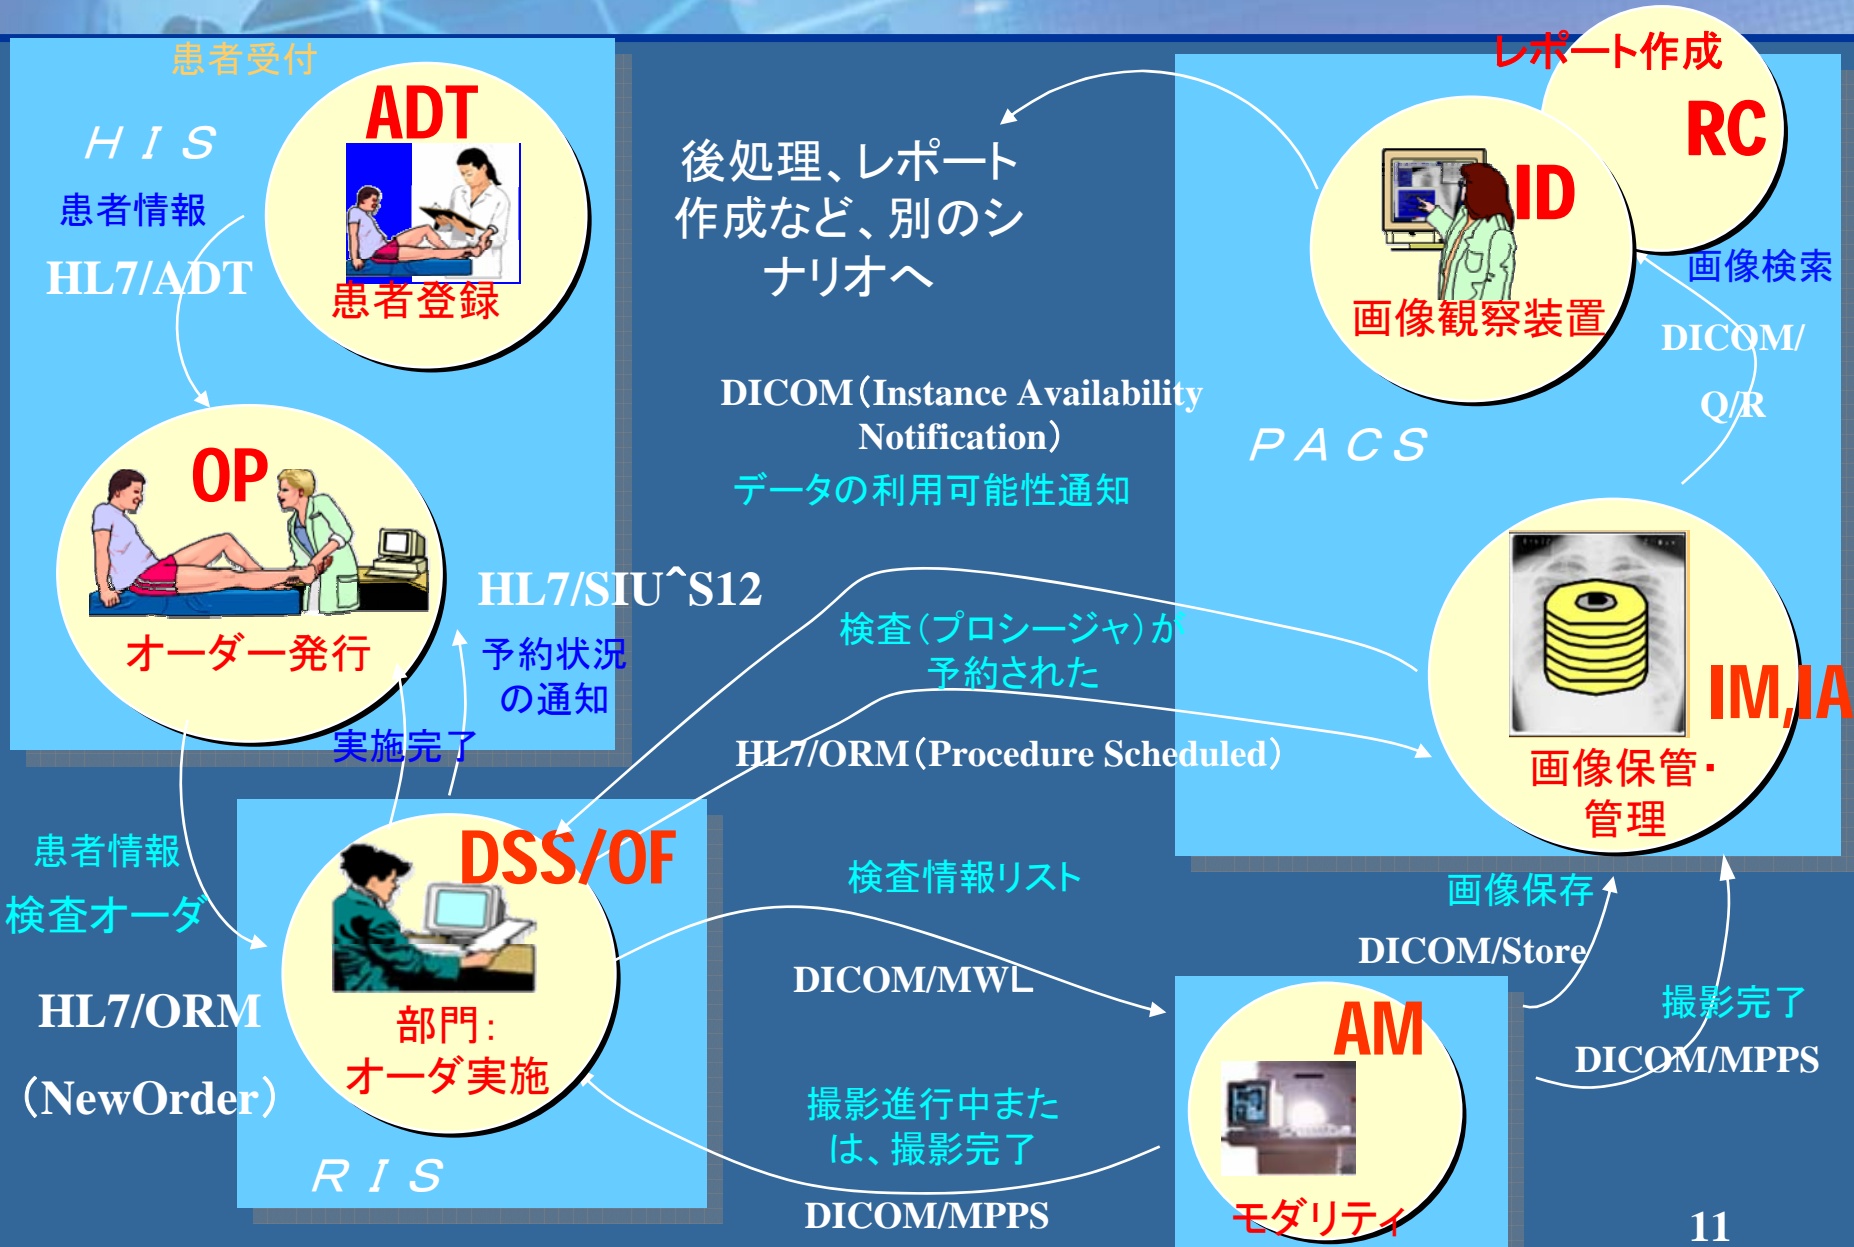 患者受付
ADT
ＨＩＳ
患者情報
HL7/ADT
患者登録
OP
オーダー発行
HL7/SIU^S12
予約状況
の通知
実施完了
患者情報
検査オーダ
HL7/ORM
（NewOrder）
DSS/OF
部門：
オーダ実施
ＲＩＳ
後処理、レポート
作成など、別のシ
ナリオへ
DICOM（Instance Availability
Notification）
データの利用可能性通知
検査（プロシージャ）が
予約された
HL7/ORM（Procedure Scheduled）
検査情報リスト
DICOM/MWL
撮影進行中また
は、撮影完了
DICOM/MPPS
レポート作成
RC
ID
画像観察装置
画像検索
DICOM/
Q/R
ＰＡＣＳ
IM,IA
画像保管・
管理
画像保存
DICOM/Store
撮影完了
DICOM/MPPS
AM
モダリティ
11